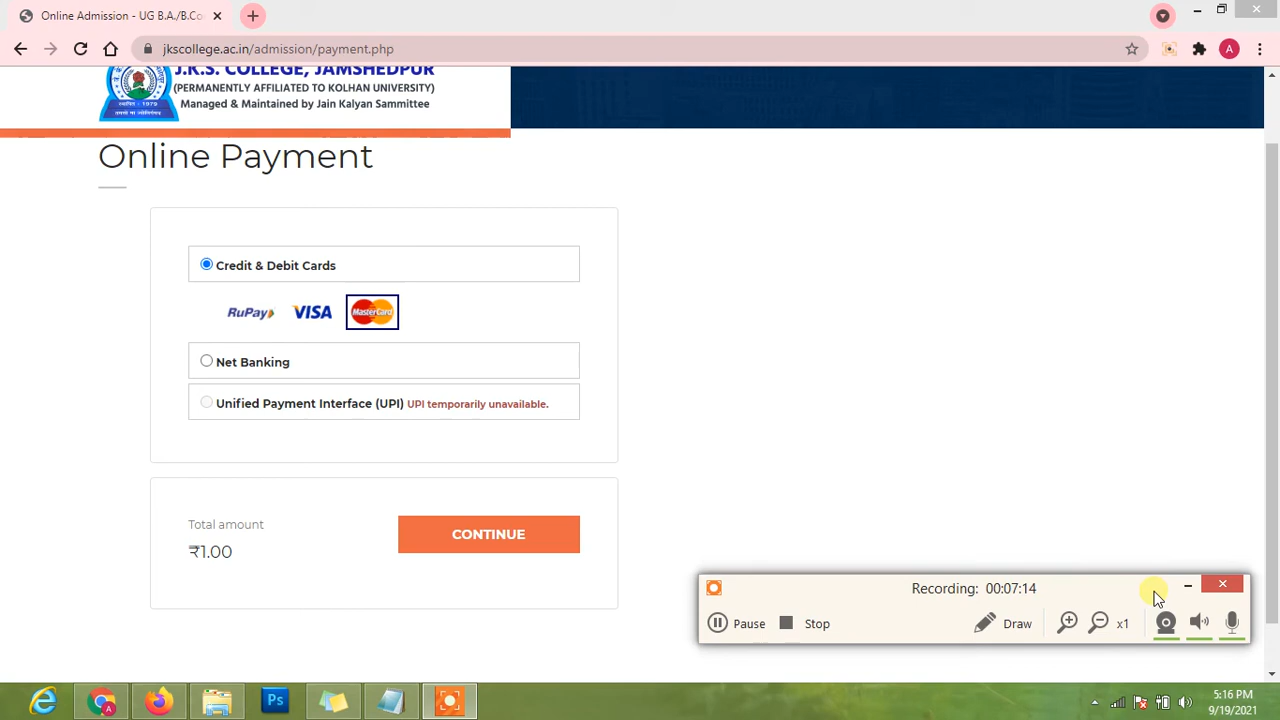 Online Admission - UG B.A./B.Co
jkscollege.ac.in/admission/payment.php
A
J.K.S. COLLEGE, JAMSHEDPUR
(PERMANENTLY AFFILIATED TO KOLHAN UNIVERSITY)
Managed & Maintained by Jain Kalyan Sammittee
Online Payment
Credit & Debit Cards
RuPay
VISA
MasterCard
Net Banking
Unified Payment Interface (UPI) UPI temporarily unavailable.
Total amount
₹1.00
CONTINUE
Recording: 00:07:14
Pause
Stop
Draw
x1
Ps
5:16 PM
9/19/2021